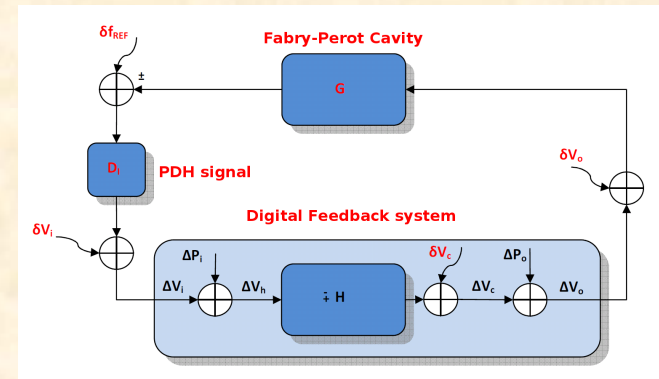 δf_REF
Fabry-Perot Cavity
±
G
D_I
PDH signal
δV_o
Digital Feedback system
δV_i
ΔP_i
δV_c
ΔP_o
ΔV_i
ΔV_h
∓ H
ΔV_c
ΔV_o